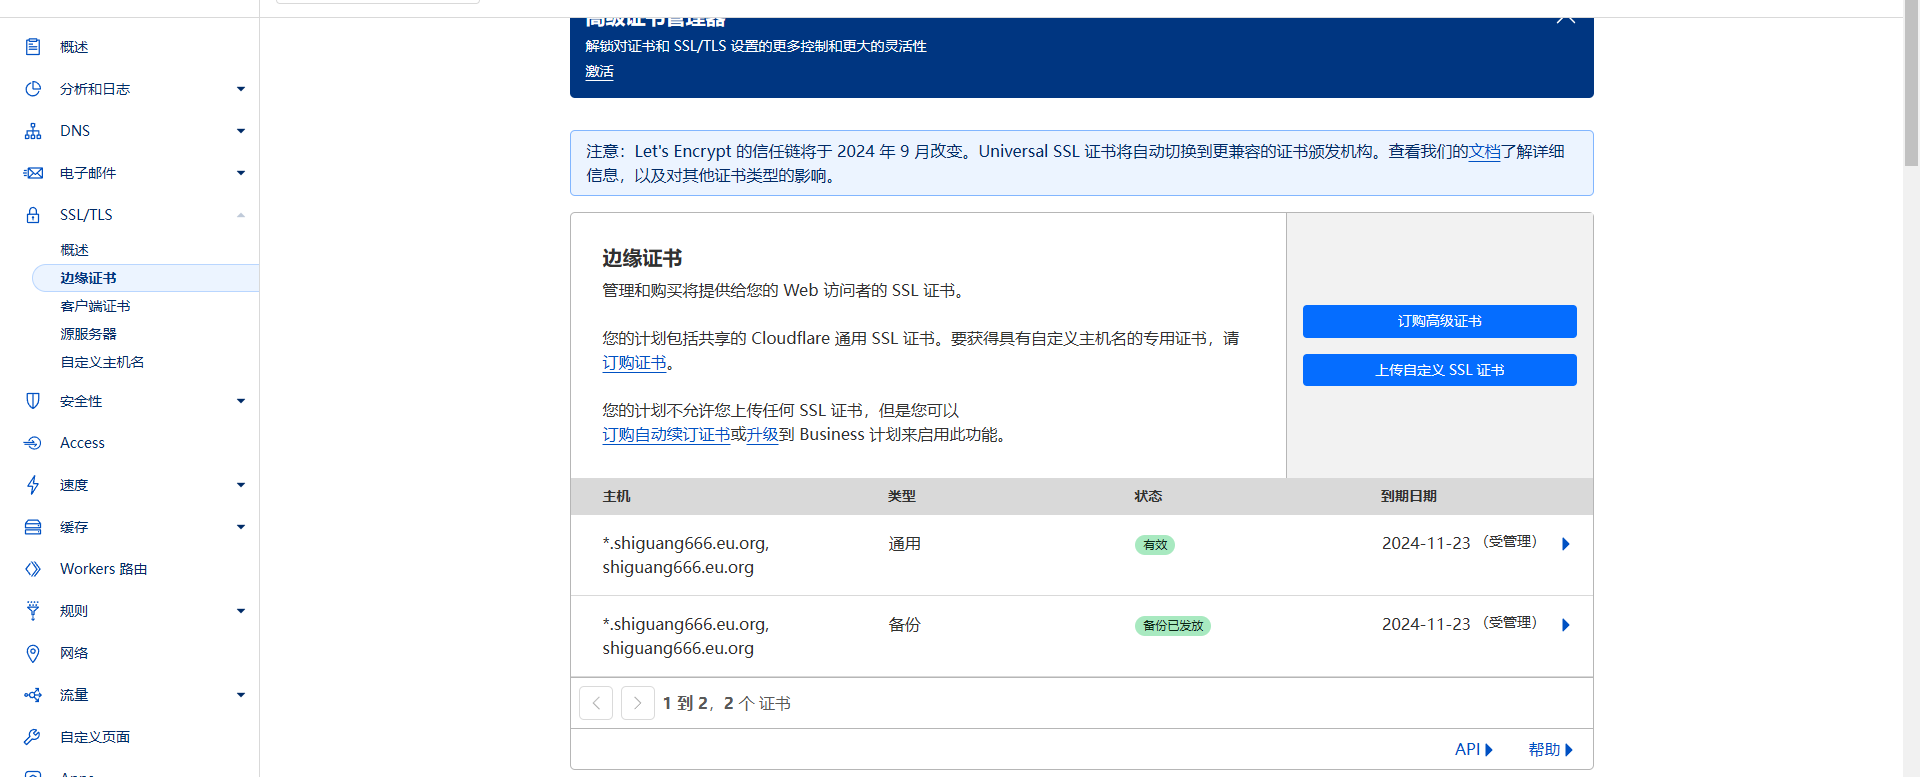 概述
分析和日志
DNS
电子邮件
SSL/TLS
概述
边缘证书
客户端证书
源服务器
自定义主机名
安全性
Access
速度
缓存
Workers 路由
规则
网络
流量
自定义页面
Apps
高级证书管理器
解锁对证书和 SSL/TLS 设置的更多控制和更大的灵活性
激活
注意：Let's Encrypt 的信任链将于 2024 年 9 月改变。Universal SSL 证书将自动切换到更兼容的证书颁发机构。查看我们的文档了解详细
信息，以及对其他证书类型的影响。
边缘证书
管理和购买将提供给您的 Web 访问者的 SSL 证书。
您的计划包括共享的 Cloudflare 通用 SSL 证书。要获得具有自定义主机名的专用证书，请
订购证书。
您的计划不允许您上传任何 SSL 证书，但是您可以
订购自动续订证书或升级到 Business 计划来启用此功能。
订购高级证书
上传自定义 SSL 证书
主机 类型 状态 到期日期
*.shiguang666.eu.org, 通用 有效 2024-11-23 （受管理）
shiguang666.eu.org
*.shiguang666.eu.org, 备份 备份已发放 2024-11-23 （受管理）
shiguang666.eu.org
1 到 2，2 个 证书
API 帮助